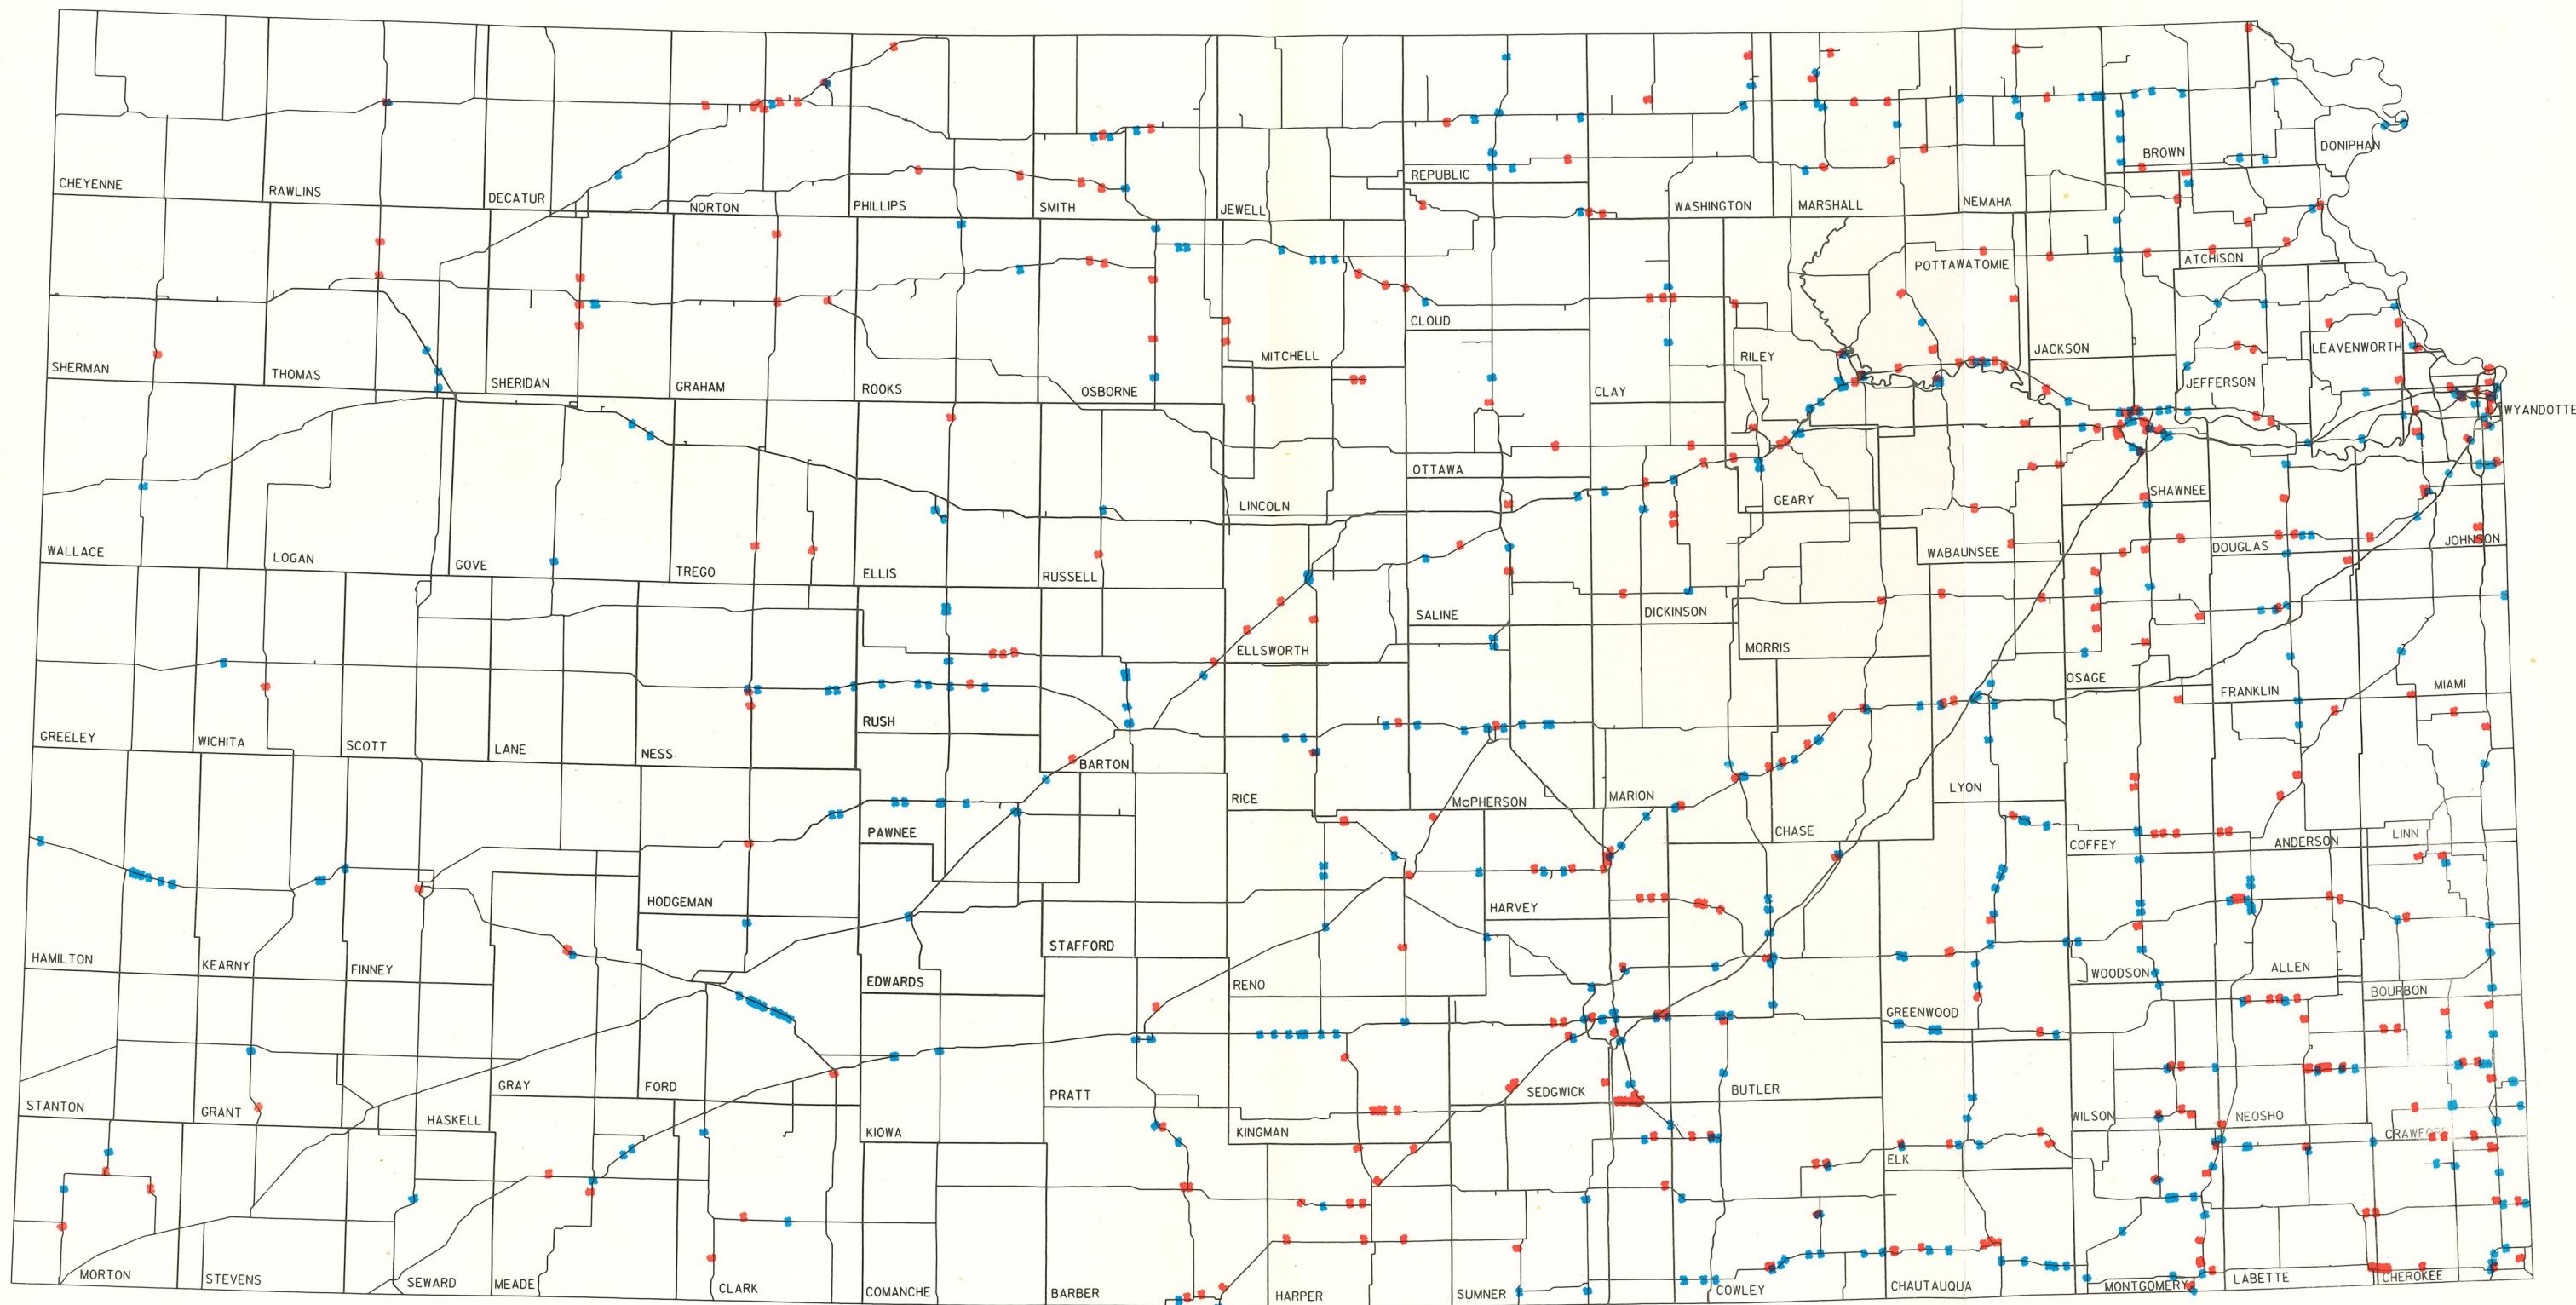 CHEYENNE
RAWLINS
DECATUR
NORTON
PHILLIPS
SMITH
JEWELL
REPUBLIC
WASHINGTON
MARSHALL
NEMAHA
BROWN
DONIPHAN
SHERMAN
THOMAS
SHERIDAN
GRAHAM
ROOKS
OSBORNE
MITCHELL
CLOUD
CLAY
RILEY
POTTAWATOMIE
JACKSON
ATCHISON
JEFFERSON
LEAVENWORTH
WYANDOTTE
WALLACE
LOGAN
GOVE
TREGO
ELLIS
RUSSELL
LINCOLN
OTTAWA
SALINE
DICKINSON
GEARY
WABAUNSEE
SHAWNEE
DOUGLAS
JOHNSON
GREELEY
WICHITA
SCOTT
LANE
NESS
RUSH
BARTON
ELLSWORTH
MORRIS
OSAGE
FRANKLIN
MIAMI
RICE
McPHERSON
MARION
CHASE
LYON
COFFEY
ANDERSON
LINN
HAMILTON
KEARNY
FINNEY
HODGEMAN
PAWNEE
EDWARDS
STAFFORD
RENO
HARVEY
GREENWOOD
WOODSON
ALLEN
BOURBON
STANTON
GRANT
HASKELL
GRAY
FORD
KIOWA
PRATT
KINGMAN
SEDGWICK
BUTLER
ELK
WILSON
NEOSHO
CRAWFORD
MORTON
STEVENS
SEWARD
MEADE
CLARK
COMANCHE
BARBER
HARPER
SUMNER
COWLEY
CHAUTAUQUA
MONTGOMERY
LABETTE
CHEROKEE